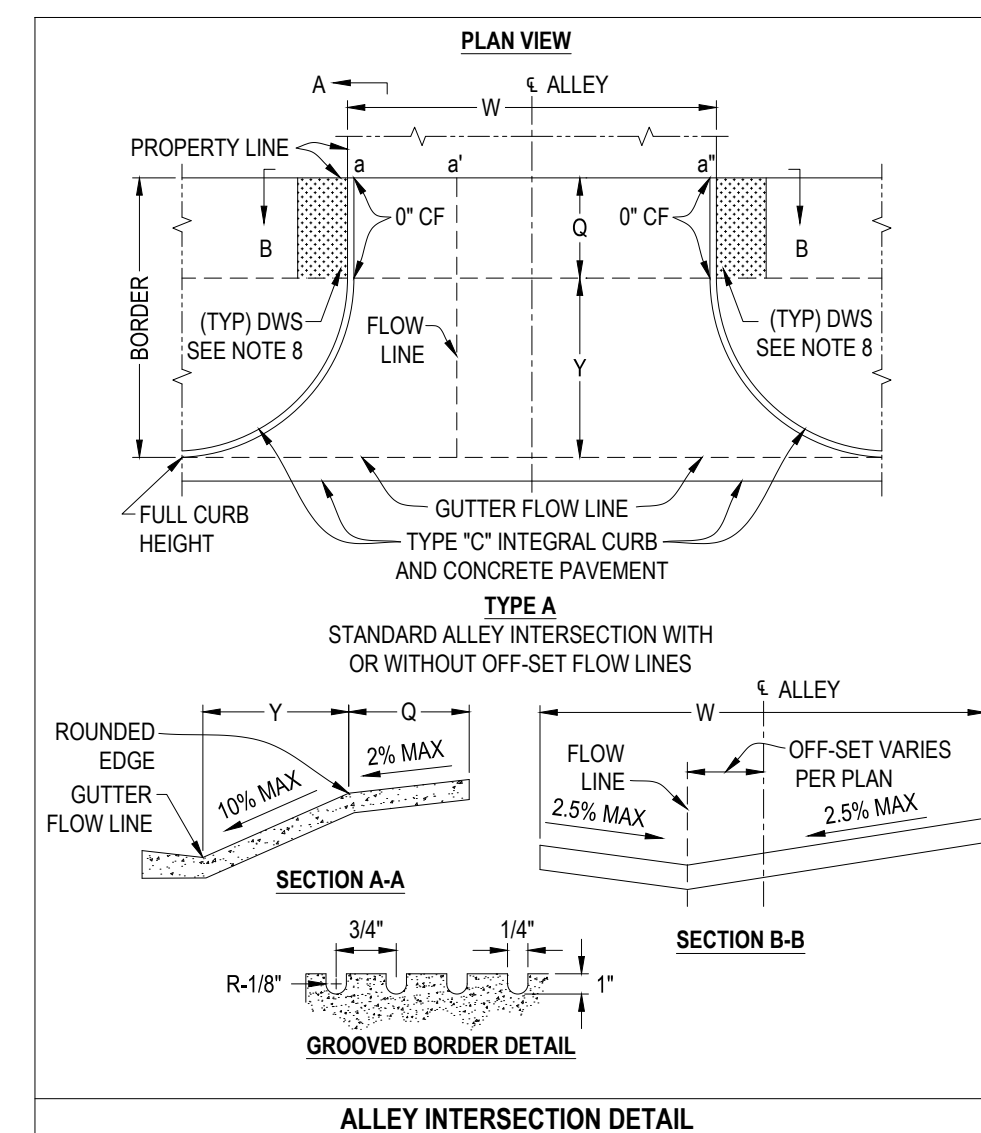 PLAN VIEW
A
℄ ALLEY
W
PROPERTY LINE
a
a'
a"
0" CF
0" CF
B
B
Q
BORDER
(TYP) DWS
SEE NOTE 8
FLOW
LINE
Y
(TYP) DWS
SEE NOTE 8
FULL CURB
HEIGHT
GUTTER FLOW LINE
TYPE "C" INTEGRAL CURB
AND CONCRETE PAVEMENT
TYPE A
STANDARD ALLEY INTERSECTION WITH
OR WITHOUT OFF-SET FLOW LINES
Y
Q
ROUNDED
EDGE
2% MAX
10% MAX
GUTTER
FLOW LINE
SECTION A-A
℄ ALLEY
W
FLOW
LINE
OFF-SET VARIES
PER PLAN
2.5% MAX
2.5% MAX
SECTION B-B
3/4"
1/4"
R-1/8"
1"
GROOVED BORDER DETAIL
ALLEY INTERSECTION DETAIL